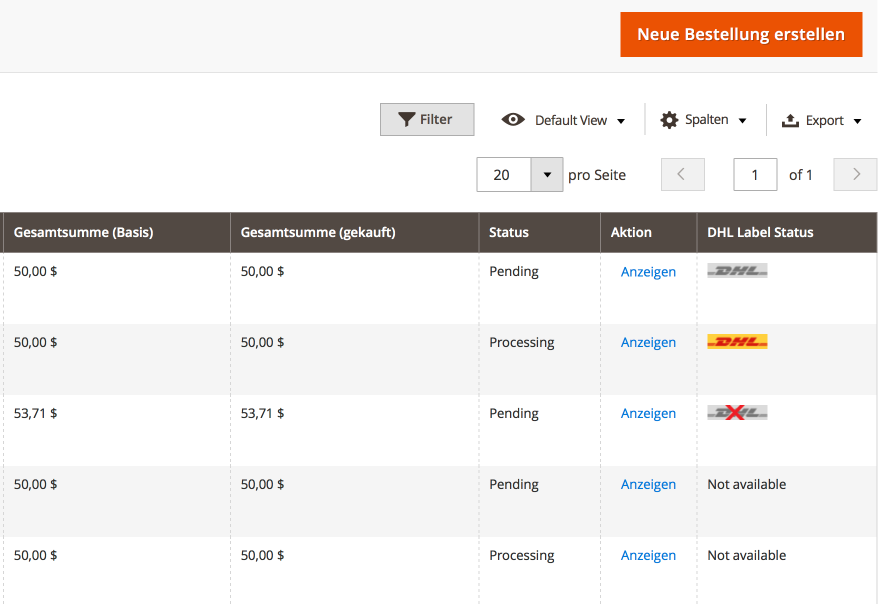 Neue Bestellung erstellen
Filter Default View Spalten Export
20 pro Seite 1 of 1
Gesamtsumme (Basis) Gesamtsumme (gekauft) Status Aktion DHL Label Status
50,00 $ 50,00 $ Pending Anzeigen DHL
50,00 $ 50,00 $ Processing Anzeigen DHL
53,71 $ 53,71 $ Pending Anzeigen DHL
50,00 $ 50,00 $ Pending Anzeigen Not available
50,00 $ 50,00 $ Processing Anzeigen Not available